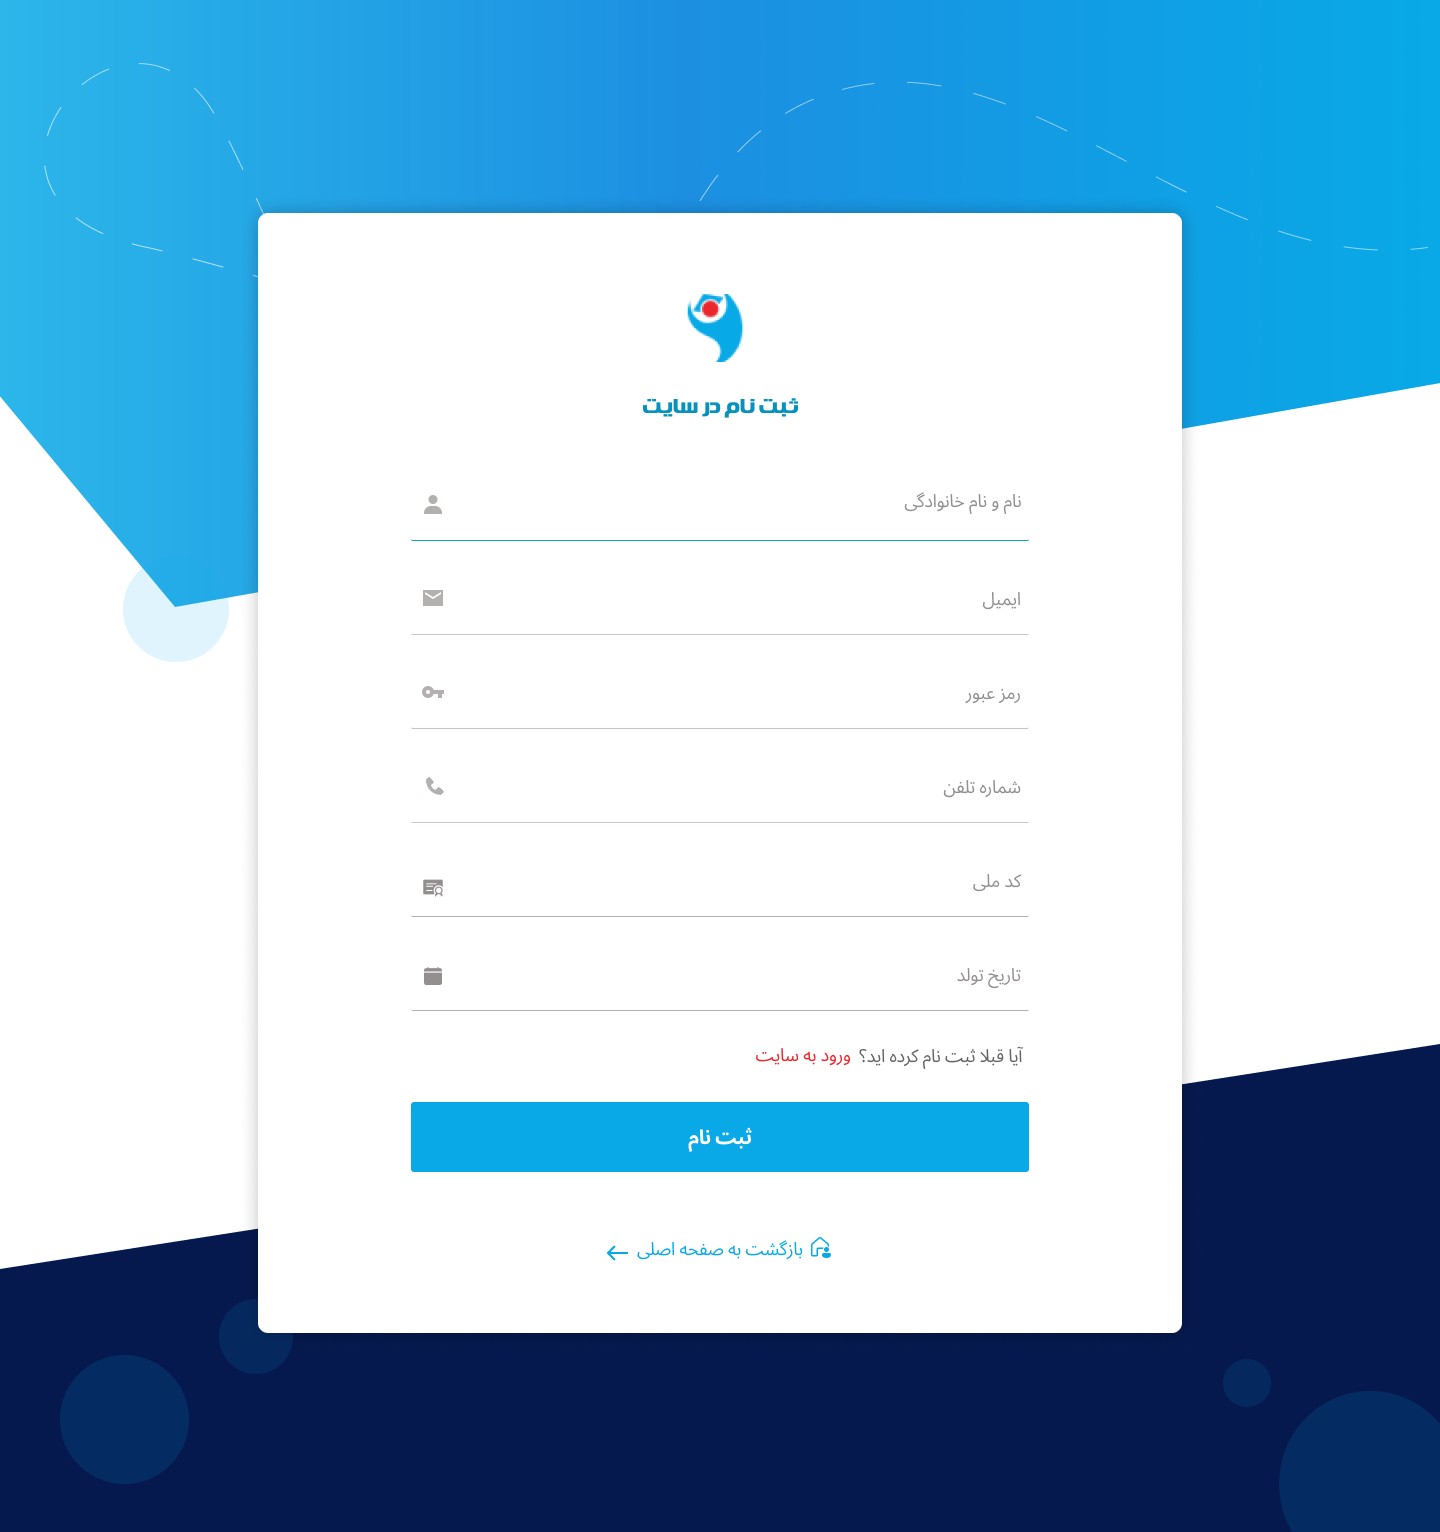 ثبت نام در سایت
نام و نام خانوادگی
ایمیل
رمز عبور
شماره تلفن
کد ملی
تاریخ تولد
آیا قبلا ثبت نام کرده اید؟ ورود به سایت
ثبت نام
بازگشت به صفحه اصلی